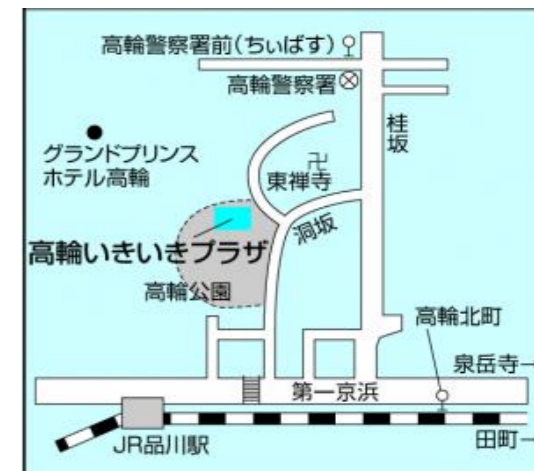 高輪警察署前(ちぃばす)
高輪警察署
桂坂
グランドプリンス
ホテル高輪
卍
東禅寺
洞坂
高輪いきいきプラザ
高輪公園
高輪北町
泉岳寺
第一京浜
田町
JR品川駅